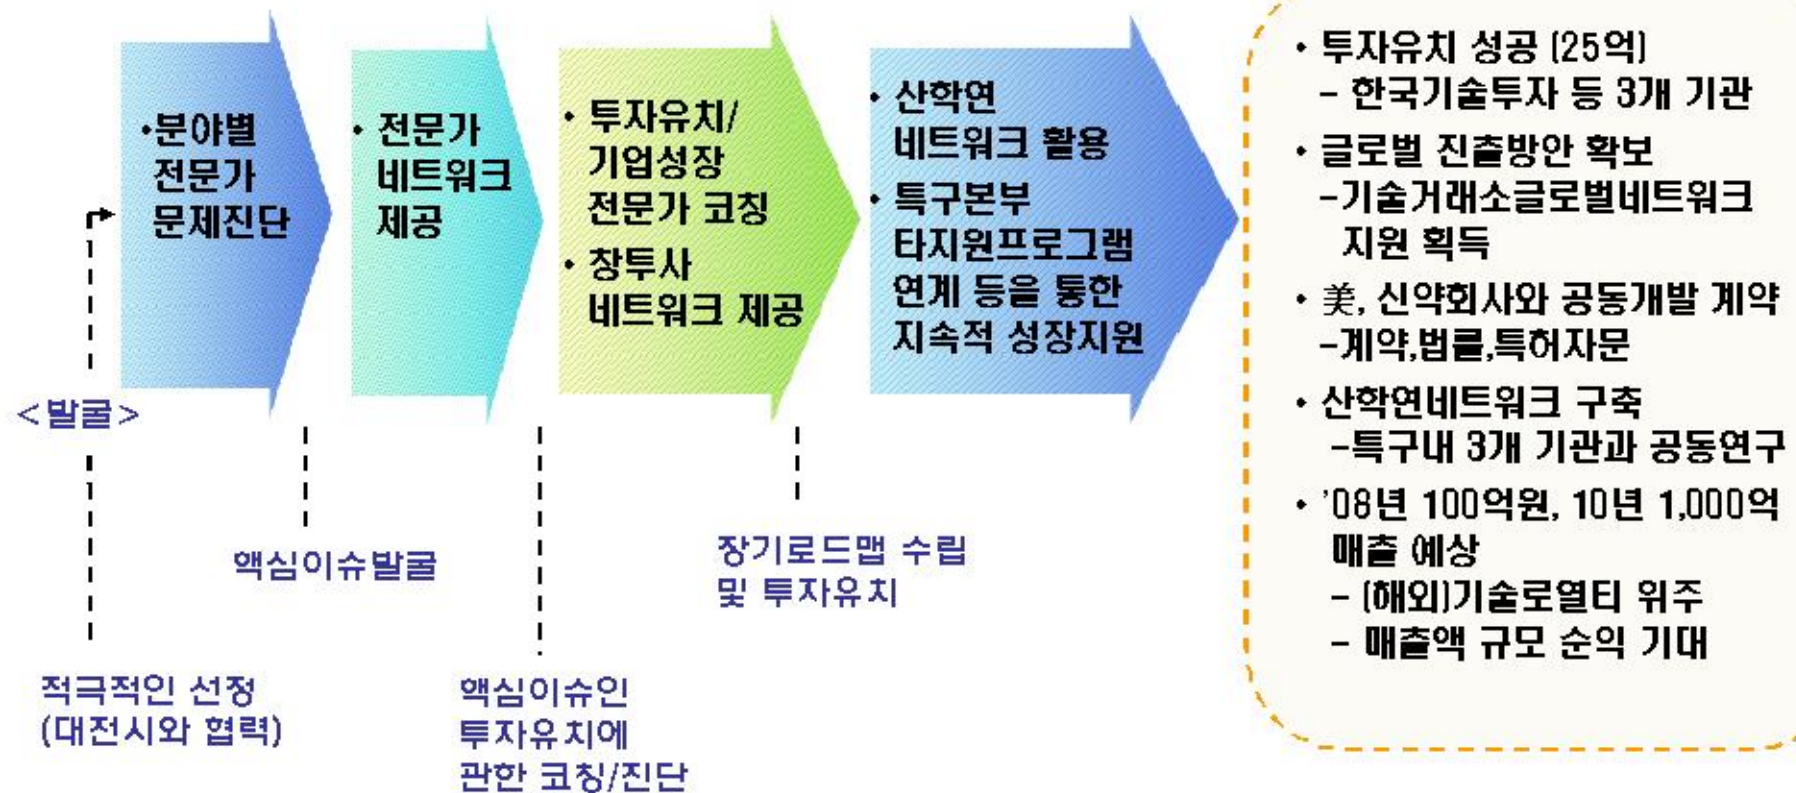 •분야별
전문가
문제진단
• 전문가
네트워크
제공
• 투자유치/
기업성장
전문가 코칭
• 창투사
네트워크 제공
• 산학연
네트워크 활용
• 특구본부
타지원프로그램
연계 등을 통한
지속적 성장지원
<발굴>
핵심이슈발굴
장기로드맵 수립
및 투자유치
적극적인 선정
(대전시와 협력)
핵심이슈인
투자유치에
관한 코칭/진단
• 투자유치 성공 (25억)
- 한국기술투자 등 3개 기관
• 글로벌 진출방안 확보
-기술거래소글로벌네트워크
지원 획득
• 美, 신약회사와 공동개발 계약
-계약,법률,특허자문
• 산학연네트워크 구축
-특구내 3개 기관과 공동연구
• '08년 100억원, 10년 1,000억
매출 예상
- (해외)기술로열티 위주
- 매출액 규모 순익 기대